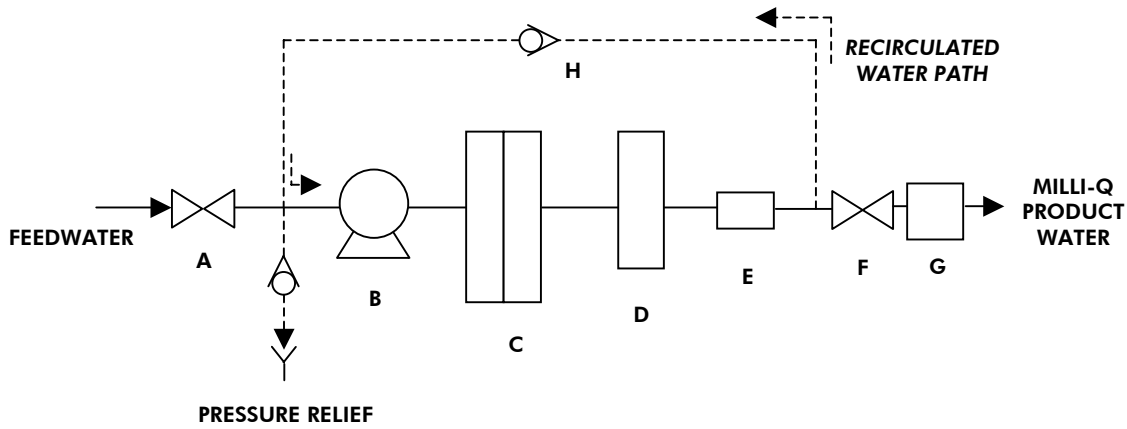 RECIRCULATED
WATER PATH
H
FEEDWATER
A
B
C
D
E
F
G
MILLI-Q
PRODUCT
WATER
PRESSURE RELIEF